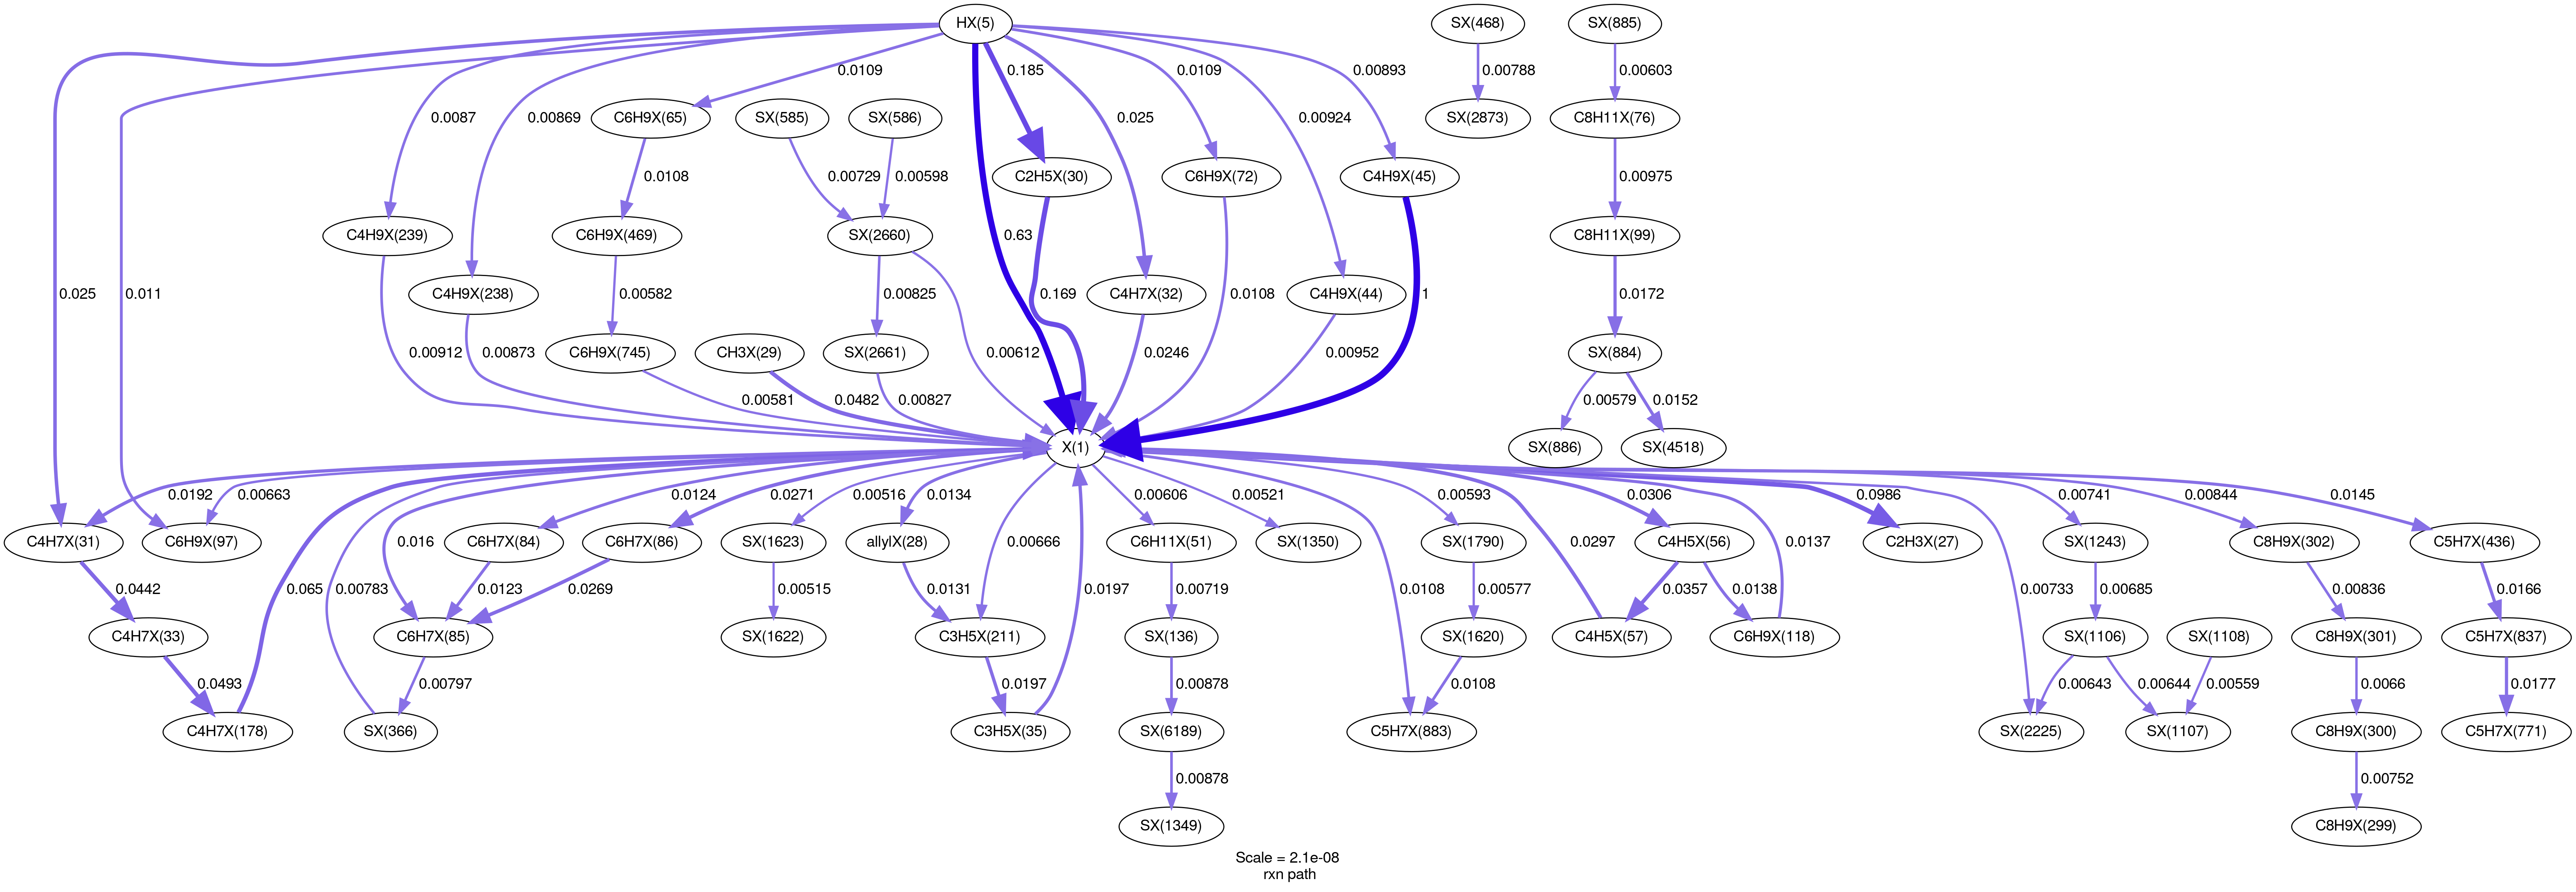 HX(5)
SX(468)
SX(885)
0.0109
0.185
0.0109
0.00893
0.00788
0.00603
0.0087
0.00869
C6H9X(65)
SX(585)
SX(586)
0.025
0.00924
SX(2873)
C8H11X(76)
0.0108
0.00729
0.00598
C2H5X(30)
C6H9X(72)
C4H9X(45)
0.00975
C4H9X(239)
C6H9X(469)
SX(2660)
0.63
C8H11X(99)
0.025
0.011
C4H9X(238)
0.00582
0.00825
0.169
C4H7X(32)
0.0108
C4H9X(44)
1
0.0172
0.00912
0.00873
C6H9X(745)
CH3X(29)
SX(2661)
0.00612
0.0246
0.00952
SX(884)
0.00581
0.0482
0.00827
0.00579
0.0152
X(1)
SX(886)
SX(4518)
0.0192
0.00663
0.0124
0.0271
0.00516
0.0134
0.00606
0.00521
0.00593
0.0306
0.0986
0.00741
0.00844
0.0145
C4H7X(31)
C6H9X(97)
0.016
C6H7X(84)
C6H7X(86)
SX(1623)
allylX(28)
0.00666
C6H11X(51)
SX(1350)
SX(1790)
C4H5X(56)
C2H3X(27)
SX(1243)
C8H9X(302)
C5H7X(436)
0.0442
0.065
0.00783
0.0123
0.0269
0.00515
0.0131
0.0197
0.00719
0.0108
0.00577
0.0297
0.0357
0.0138
0.0137
0.00733
0.00685
0.00836
0.0166
C4H7X(33)
C6H7X(85)
SX(1622)
C3H5X(211)
SX(136)
SX(1620)
C4H5X(57)
C6H9X(118)
SX(1106)
SX(1108)
C8H9X(301)
C5H7X(837)
0.0493
0.00797
0.0197
0.00878
0.0108
0.00643
0.00644
0.00559
0.0066
0.0177
C4H7X(178)
SX(366)
C3H5X(35)
SX(6189)
C5H7X(883)
SX(2225)
SX(1107)
C8H9X(300)
C5H7X(771)
0.00878
0.00752
SX(1349)
C8H9X(299)
Scale = 2.1e-08
rxn path